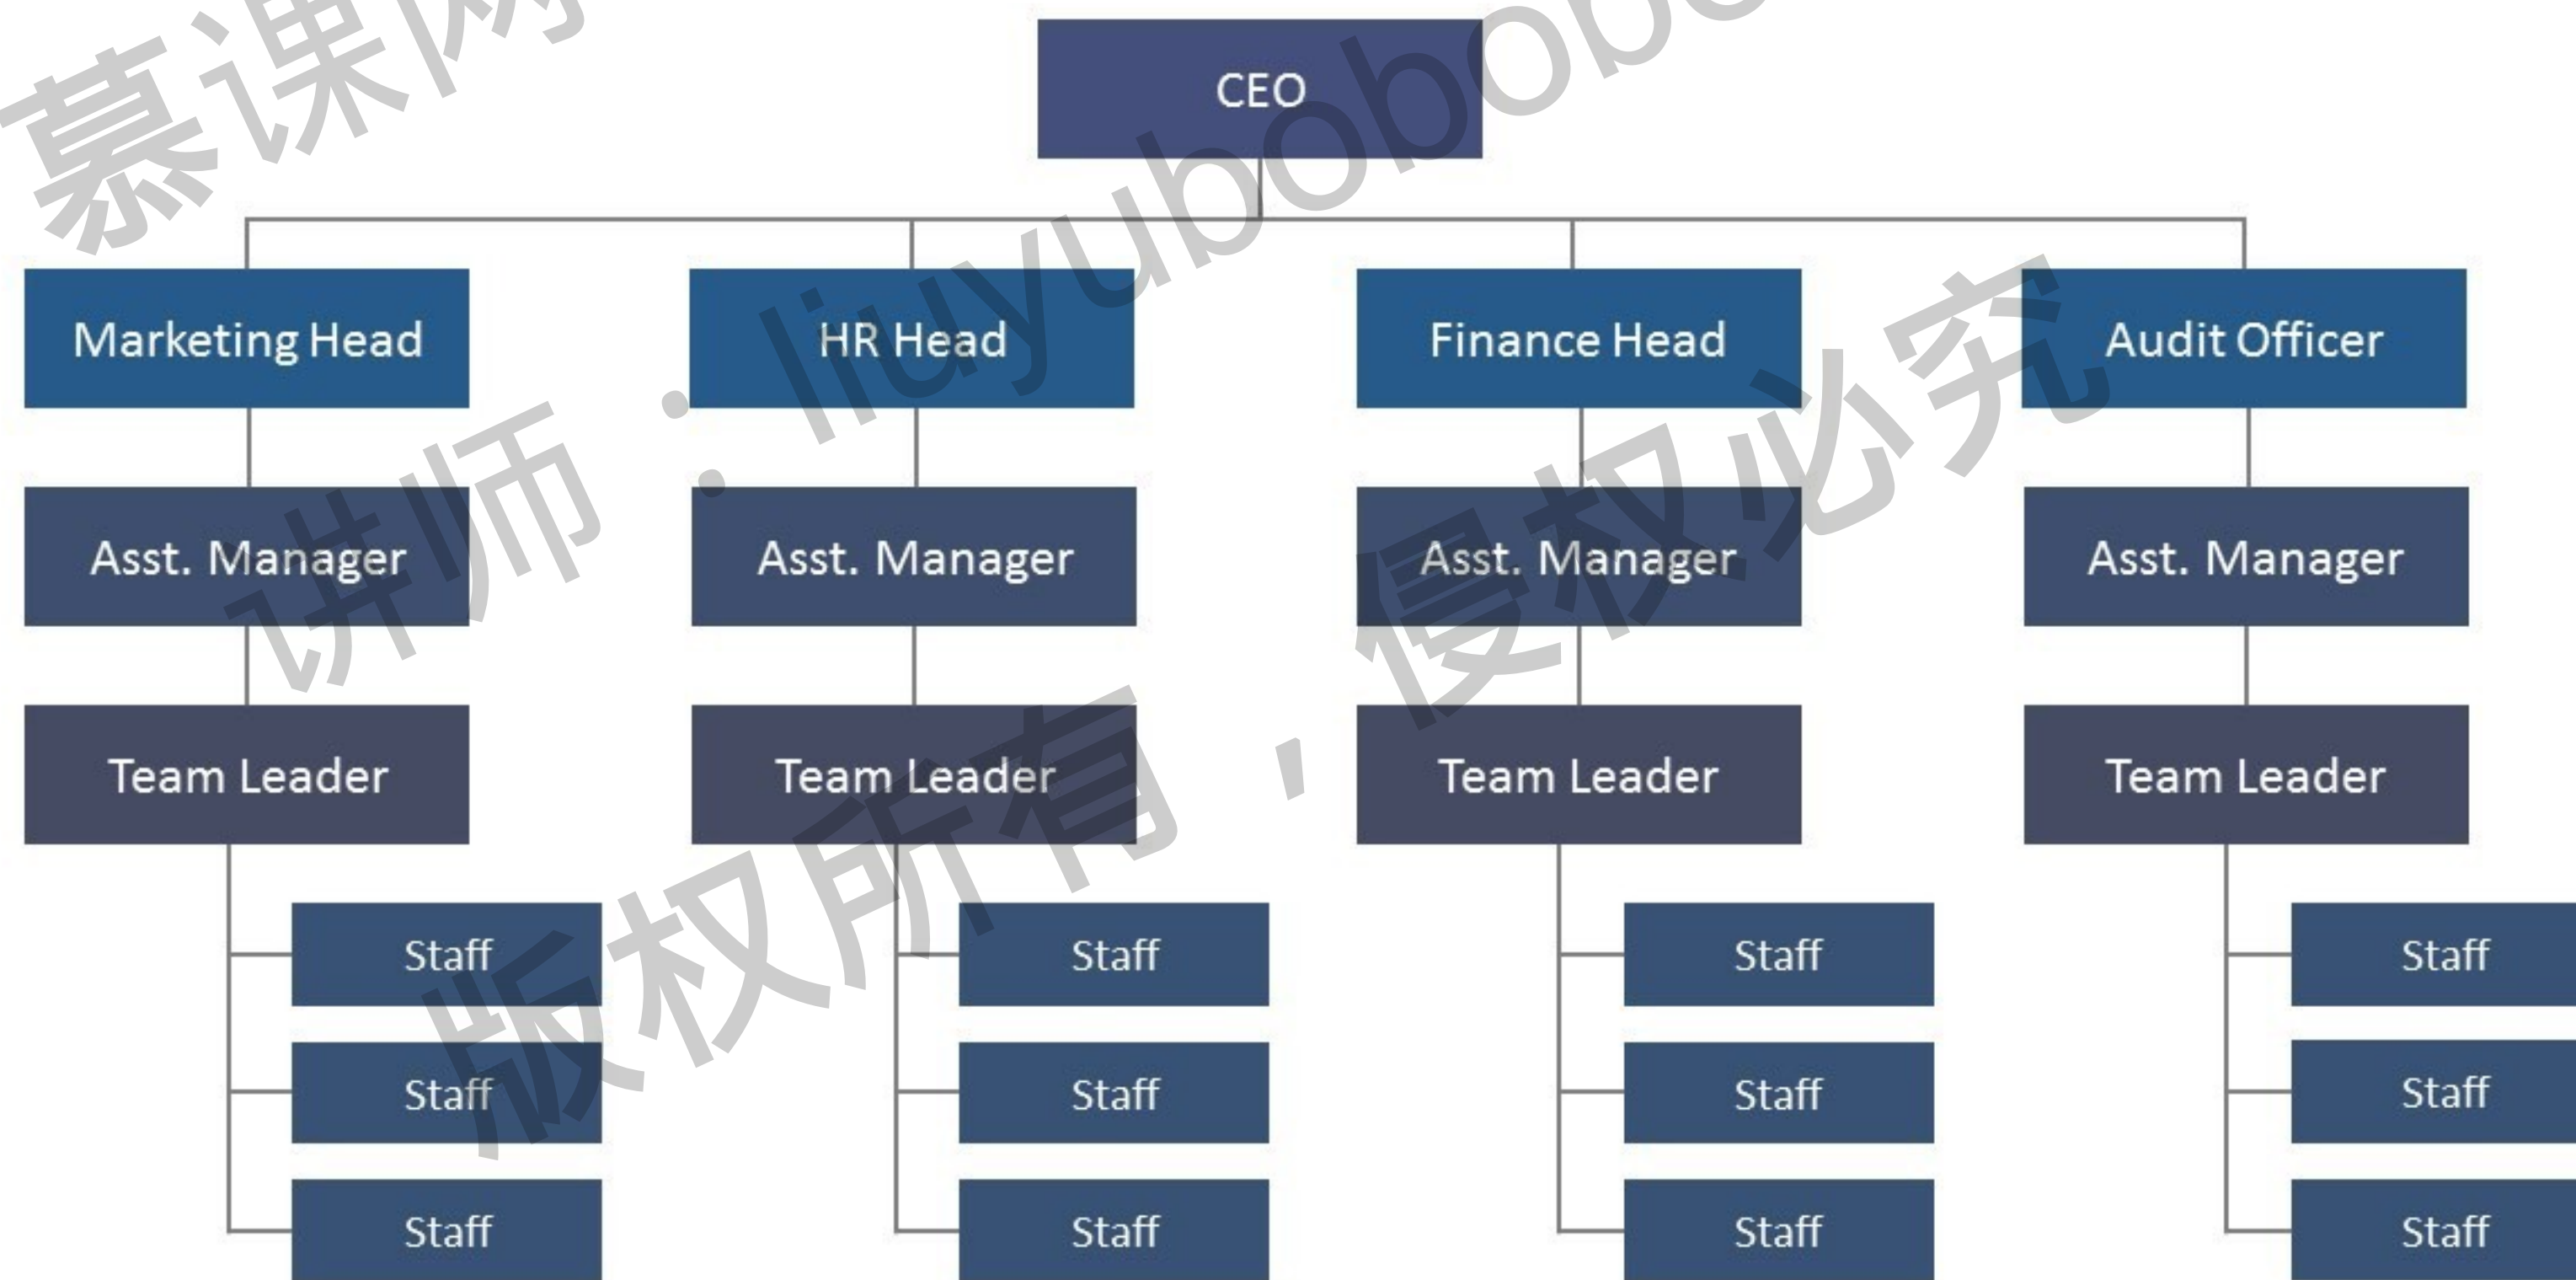 CEO
Marketing Head
HR Head
Finance Head
Audit Officer
Asst. Manager
Asst. Manager
Asst. Manager
Asst. Manager
Team Leader
Team Leader
Team Leader
Team Leader
Staff
Staff
Staff
Staff
Staff
Staff
Staff
Staff
Staff
Staff
Staff
Staff
慕课网
讲师：liuyubobobo
版权所有，侵权必究